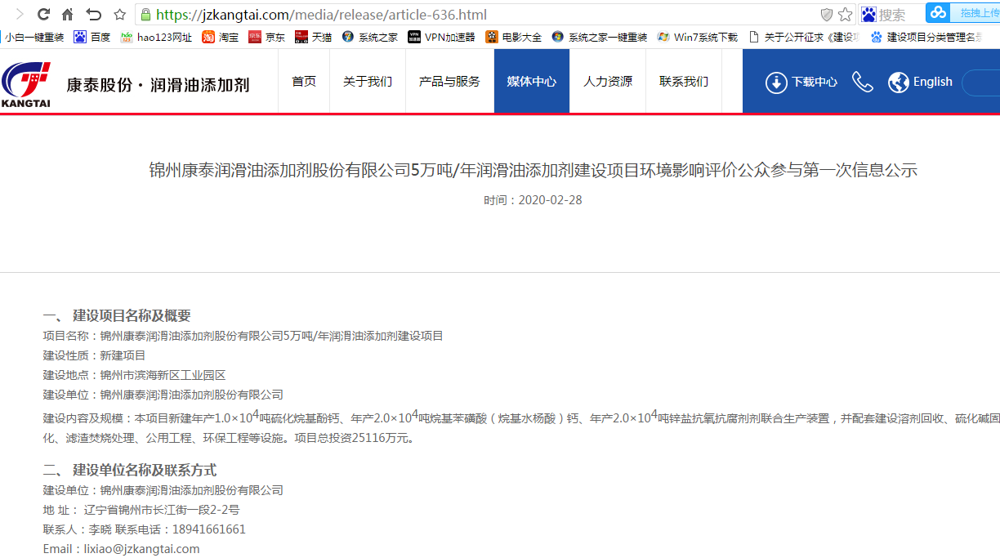 https://jzkangtai.com/media/release/article-636.html
搜索
拖拽上传
小白一键重装 百度 hao123网址 淘宝 京东 天猫 系统之家 VPN加速器 电影大全 系统之家一键重装 Win7系统下载 关于公开征求《建设项 建设项目分类管理名录
康泰股份·润滑油添加剂
KANGTAI
首页 关于我们 产品与服务 媒体中心 人力资源 联系我们 下载中心 English
锦州康泰润滑油添加剂股份有限公司5万吨/年润滑油添加剂建设项目环境影响评价公众参与第一次信息公示
时间：2020-02-28
一、 建设项目名称及概要
项目名称：锦州康泰润滑油添加剂股份有限公司5万吨/年润滑油添加剂建设项目
建设性质：新建项目
建设地点：锦州市滨海新区工业园区
建设单位：锦州康泰润滑油添加剂股份有限公司
建设内容及规模：本项目新建年产1.0×10⁴吨硫化烷基酚钙、年产2.0×10⁴吨烷基苯磺酸（烷基水杨酸）钙、年产2.0×10⁴吨锌盐抗氧抗腐剂剂联合生产装置，并配套建设溶剂回收、硫化碱固
化、滤渣焚烧处理、公用工程、环保工程等设施。项目总投资25116万元。
二、 建设单位名称及联系方式
建设单位：锦州康泰润滑油添加剂股份有限公司
地 址： 辽宁省锦州市长江街一段2-2号
联系人：李晓 联系电话：18941661661
Email：lixiao@jzkangtai.com